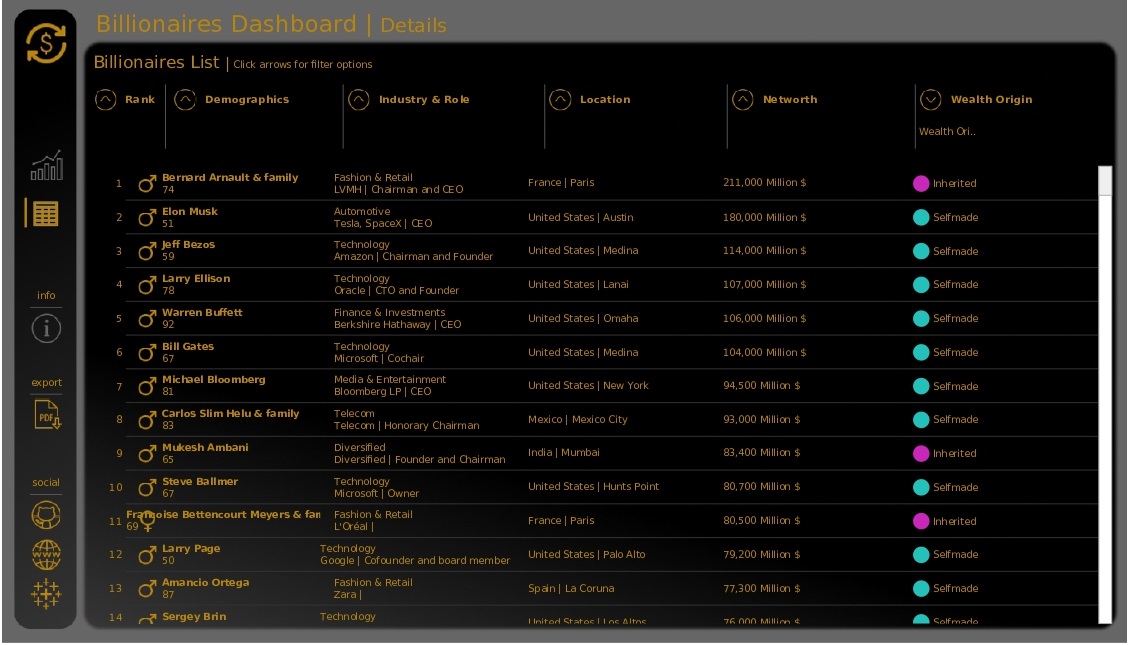 Billionaires Dashboard | Details
Billionaires List | Click arrows for filter options
Rank Demographics Industry & Role Location Networth Wealth Origin
Wealth Ori..
Bernard Arnault & family Fashion & Retail
1 74 LVMH | Chairman and CEO France | Paris 211,000 Million $ Inherited
Elon Musk Automotive
2 51 Tesla, SpaceX | CEO United States | Austin 180,000 Million $ Selfmade
Jeff Bezos Technology
3 59 Amazon | Chairman and Founder United States | Medina 114,000 Million $ Selfmade
Larry Ellison Technology
4 78 Oracle | CTO and Founder United States | Lanai 107,000 Million $ Selfmade
Warren Buffett Finance & Investments
5 92 Berkshire Hathaway | CEO United States | Omaha 106,000 Million $ Selfmade
Bill Gates Technology
6 67 Microsoft | Cochair United States | Medina 104,000 Million $ Selfmade
Michael Bloomberg Media & Entertainment
7 81 Bloomberg LP | CEO United States | New York 94,500 Million $ Selfmade
Carlos Slim Helu & family Telecom
8 83 Telecom | Honorary Chairman Mexico | Mexico City 93,000 Million $ Selfmade
Mukesh Ambani Diversified
9 65 Diversified | Founder and Chairman India | Mumbai 83,400 Million $ Inherited
Steve Ballmer Technology
10 67 Microsoft | Owner United States | Hunts Point 80,700 Million $ Selfmade
Françoise Bettencourt Meyers & fam Fashion & Retail
11 69 L'Oréal | France | Paris 80,500 Million $ Inherited
Larry Page Technology
12 50 Google | Cofounder and board member United States | Palo Alto 79,200 Million $ Selfmade
Amancio Ortega Fashion & Retail
13 87 Zara | Spain | La Coruna 77,300 Million $ Selfmade
14 Sergey Brin Technology United States | Los Altos 76,000 Million $ Selfmade
info
export
PDF
social
www
$